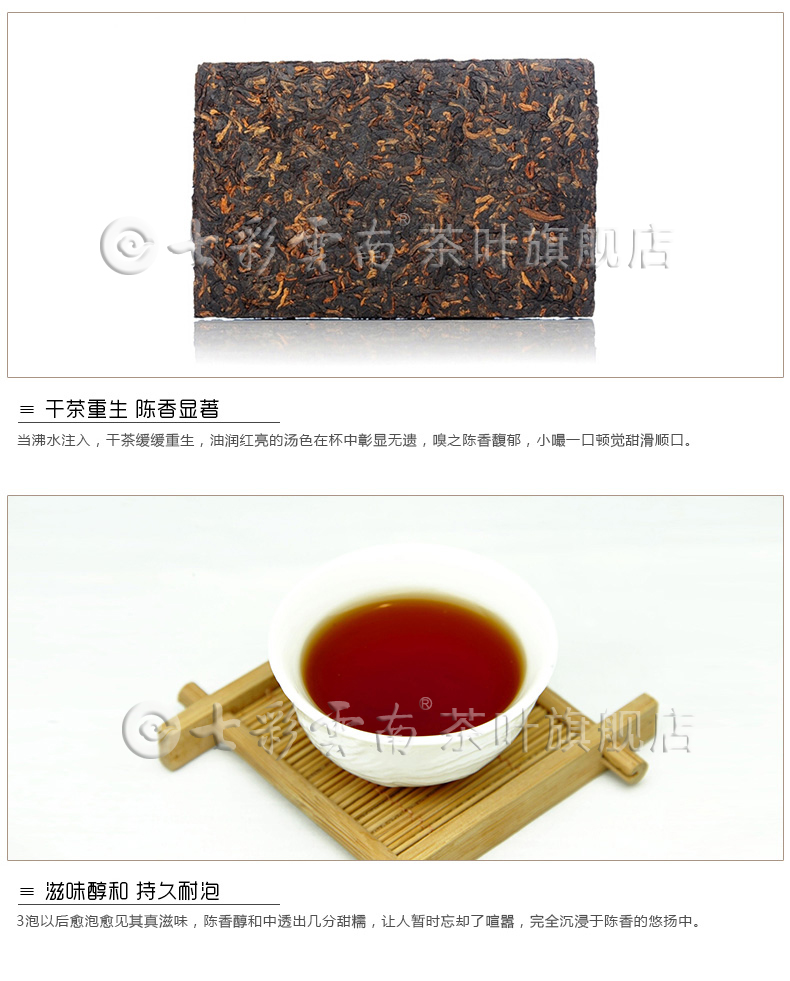 七彩雲南® 茶叶旗舰店
≡ 干茶重生 陈香显著
当沸水注入，干茶缓缓重生，油润红亮的汤色在杯中彰显无遗，嗅之陈香馥郁，小嘬一口顿觉甜滑顺口。
七彩雲南® 茶叶旗舰店
≡ 滋味醇和 持久耐泡
3泡以后愈泡愈见其真滋味，陈香醇和中透出几分甜糯，让人暂时忘却了喧嚣，完全沉浸于陈香的悠扬中。